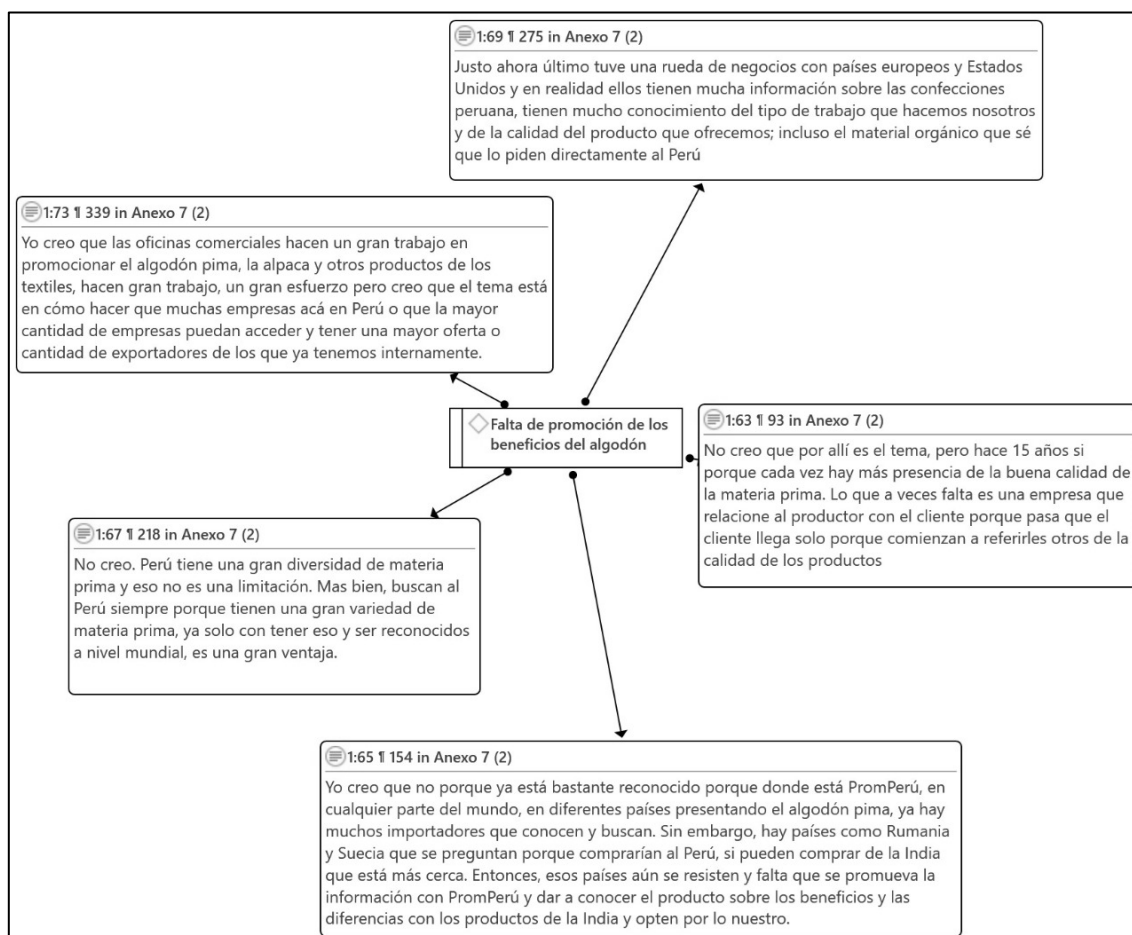 1:69 ¶ 275 in Anexo 7 (2)
Justo ahora último tuve una rueda de negocios con países europeos y Estados
Unidos y en realidad ellos tienen mucha información sobre las confecciones
peruana, tienen mucho conocimiento del tipo de trabajo que hacemos nosotros
y de la calidad del producto que ofrecemos; incluso el material orgánico que sé
que lo piden directamente al Perú
1:73 ¶ 339 in Anexo 7 (2)
Yo creo que las oficinas comerciales hacen un gran trabajo en
promocionar el algodón pima, la alpaca y otros productos de los
textiles, hacen gran trabajo, un gran esfuerzo pero creo que el tema está
en cómo hacer que muchas empresas acá en Perú o que la mayor
cantidad de empresas puedan acceder y tener una mayor oferta o
cantidad de exportadores de los que ya tenemos internamente.
Falta de promoción de los
beneficios del algodón
1:63 ¶ 93 in Anexo 7 (2)
No creo que por allí es el tema, pero hace 15 años si
porque cada vez hay más presencia de la buena calidad de
la materia prima. Lo que a veces falta es una empresa que
relacione al productor con el cliente porque pasa que el
cliente llega solo porque comienzan a referirles otros de la
calidad de los productos
1:67 ¶ 218 in Anexo 7 (2)
No creo. Perú tiene una gran diversidad de materia
prima y eso no es una limitación. Mas bien, buscan al
Perú siempre porque tienen una gran variedad de
materia prima, ya solo con tener eso y ser reconocidos
a nivel mundial, es una gran ventaja.
1:65 ¶ 154 in Anexo 7 (2)
Yo creo que no porque ya está bastante reconocido porque donde está PromPerú, en
cualquier parte del mundo, en diferentes países presentando el algodón pima, ya hay
muchos importadores que conocen y buscan. Sin embargo, hay países como Rumania
y Suecia que se preguntan porque comprarían al Perú, si pueden comprar de la India
que está más cerca. Entonces, esos países aún se resisten y falta que se promueva la
información con PromPerú y dar a conocer el producto sobre los beneficios y las
diferencias con los productos de la India y opten por lo nuestro.